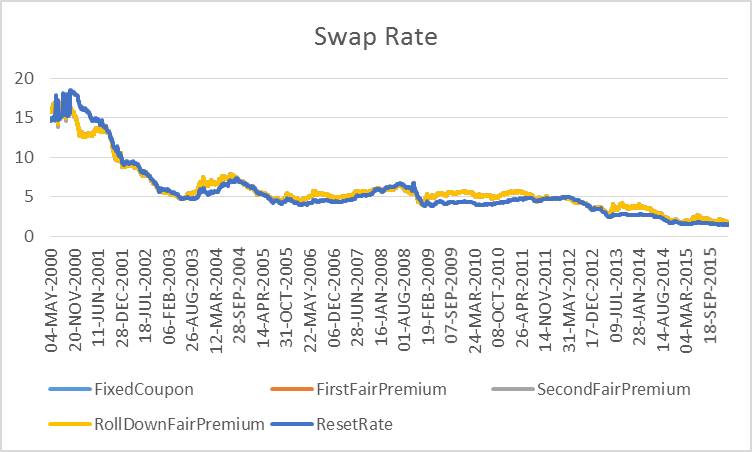 Swap Rate
20
15
10
5
0
04-MAY-2000
20-NOV-2000
11-JUN-2001
28-DEC-2001
18-JUL-2002
06-FEB-2003
26-AUG-2003
12-MAR-2004
28-SEP-2004
14-APR-2005
31-OCT-2005
22-MAY-2006
06-DEC-2006
28-JUN-2007
16-JAN-2008
01-AUG-2008
19-FEB-2009
07-SEP-2009
24-MAR-2010
08-OCT-2010
26-APR-2011
14-NOV-2011
31-MAY-2012
17-DEC-2012
09-JUL-2013
28-JAN-2014
14-AUG-2014
04-MAR-2015
18-SEP-2015
FixedCoupon
FirstFairPremium
SecondFairPremium
RollDownFairPremium
ResetRate